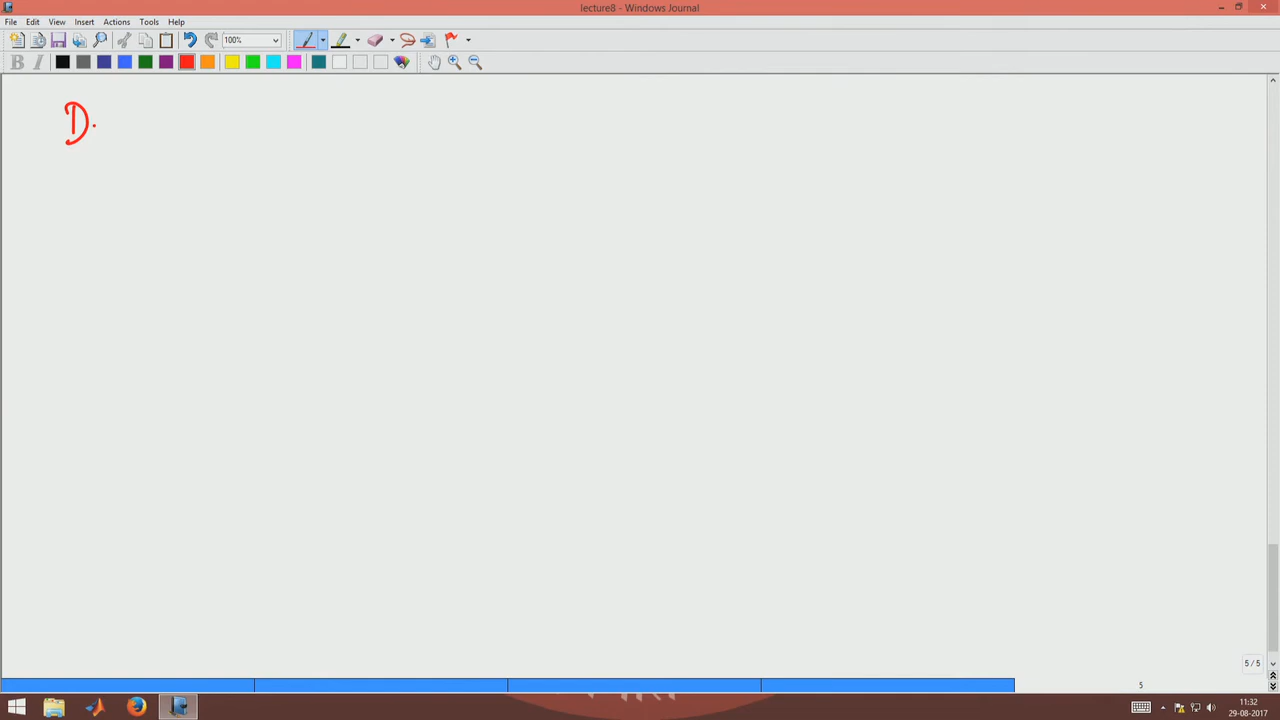 lecture8 - Windows Journal
File Edit View Insert Actions Tools Help
100%
B I
D.
5 / 5
5
11:32
29-08-2017